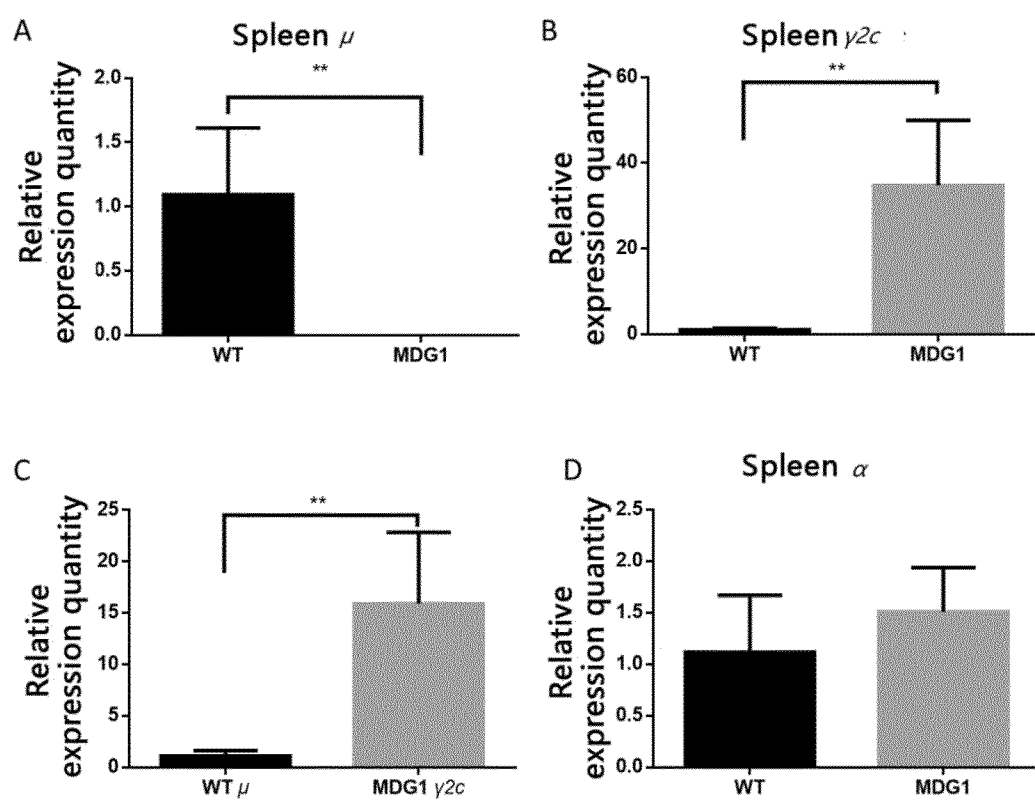 A
Spleen μ
**
Relative
expression quantity
2.0
1.5
1.0
0.5
0.0
WT MDG1
B
Spleen γ2c
**
Relative
expression quantity
60
40
20
0
WT MDG1
C
**
Relative
expression quantity
25
20
15
10
5
0
WT μ MDG1 γ2c
D
Spleen α
Relative
expression quantity
2.5
2.0
1.5
1.0
0.5
0.0
WT MDG1